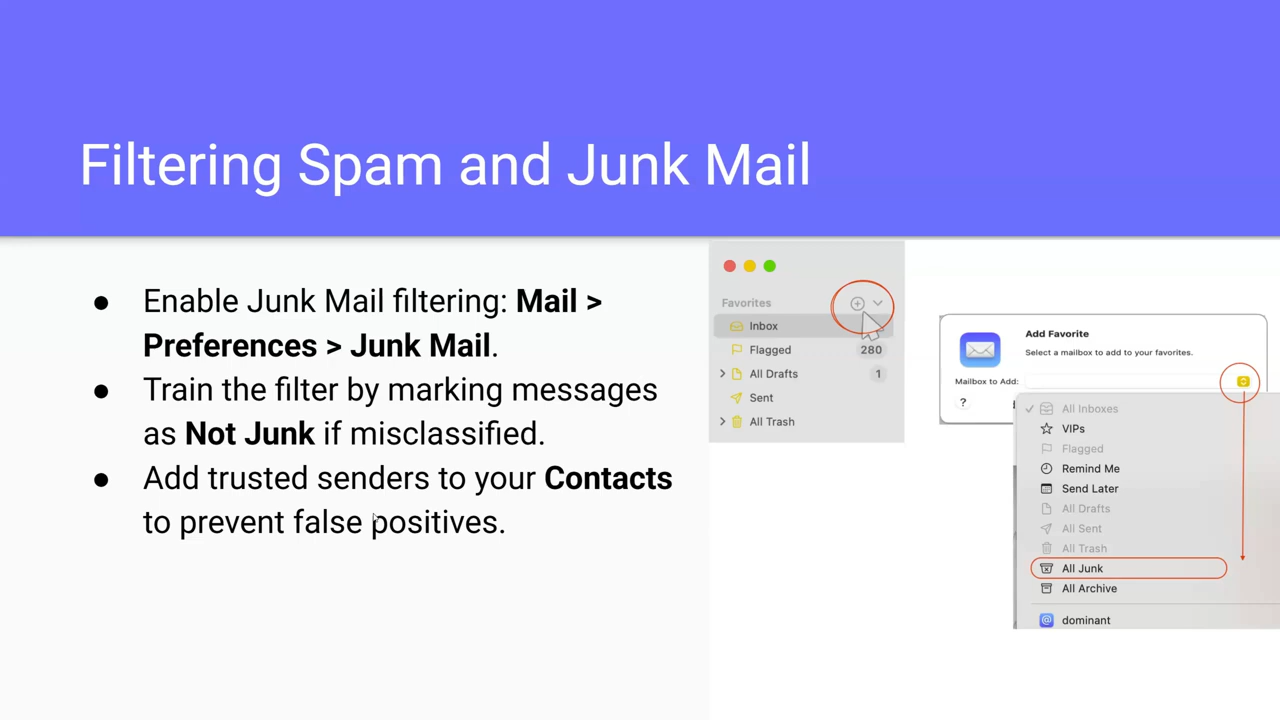 Filtering Spam and Junk Mail
● Enable Junk Mail filtering: Mail >
Preferences > Junk Mail.
● Train the filter by marking messages
as Not Junk if misclassified.
● Add trusted senders to your Contacts
to prevent false positives.
Favorites
Inbox
Flagged 280
All Drafts 1
Sent
All Trash
Add Favorite
Select a mailbox to add to your favorites.
Mailbox to Add:
?
All Inboxes
VIPs
Flagged
Remind Me
Send Later
All Drafts
All Sent
All Trash
All Junk
All Archive
dominant